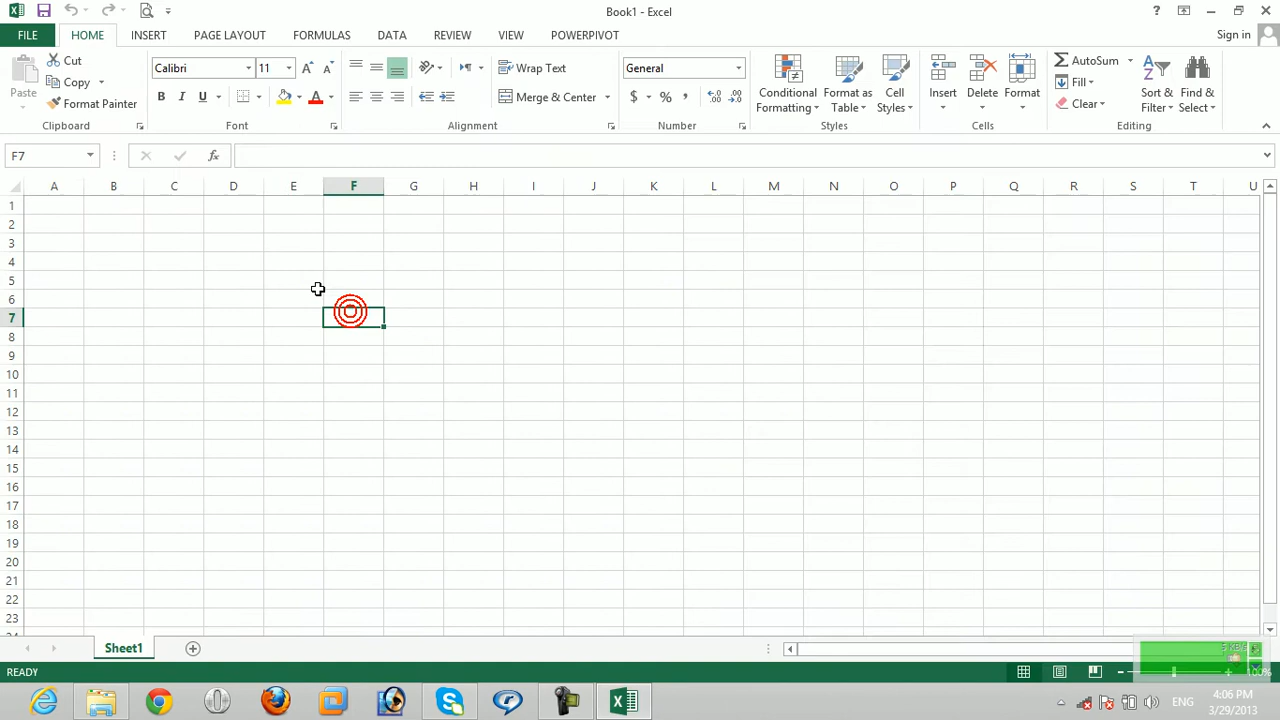 Book1 - Excel
?
FILE
HOME
INSERT
PAGE LAYOUT
FORMULAS
DATA
REVIEW
VIEW
POWERPIVOT
Sign in
Paste
Cut
Copy
Format Painter
Clipboard
Calibri
11
B I U
A A
A
Font
Wrap Text
Merge & Center
Alignment
General
$ % ,
Number
Conditional Formatting
Format as Table
Cell Styles
Styles
Insert
Delete
Format
Cells
AutoSum
Fill
Clear
Sort & Filter
Find & Select
Editing
F7
fx
A B C D E F G H I J K L M N O P Q R S T U
1
2
3
4
5
6
7
8
9
10
11
12
13
14
15
16
17
18
19
20
21
22
23
24
Sheet1
READY
100%
ENG
4:06 PM
3/29/2013